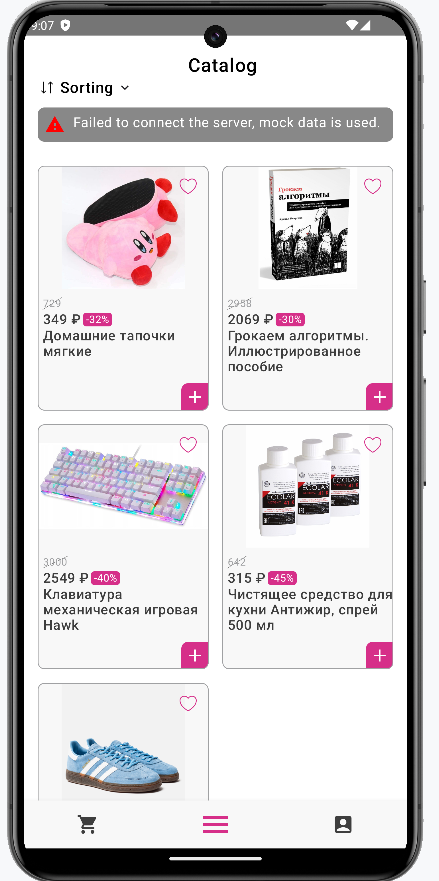 9:07
Catalog
Sorting
Failed to connect the server, mock data is used.
729
349 ₽ -32%
Домашние тапочки
мягкие
Грокаем
алгоритмы
2958
2069 ₽ -30%
Грокаем алгоритмы.
Иллюстрированное
пособие
3900
2549 ₽ -40%
Клавиатура
механическая игровая
Hawk
ECOLAR
642
315 ₽ -45%
Чистящее средство для
кухни Антижир, спрей
500 мл